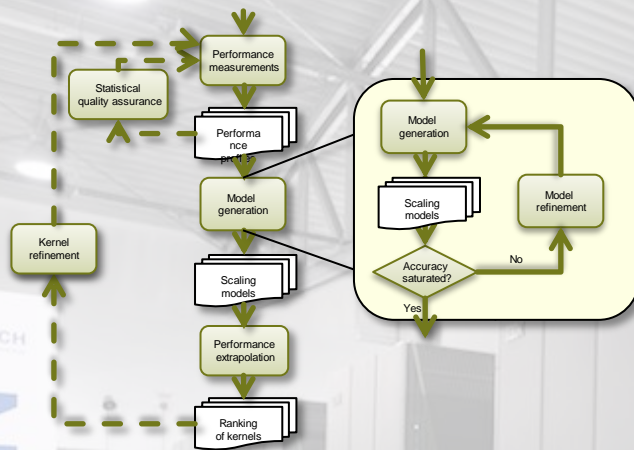 Performance
measurements
Statistical
quality assurance
Performa
nce
profiles
Model
generation
Kernel
refinement
Scaling
models
Performance
extrapolation
Ranking
of kernels
Model
generation
Scaling
models
Model
refinement
Accuracy
saturated?
No
Yes
CH